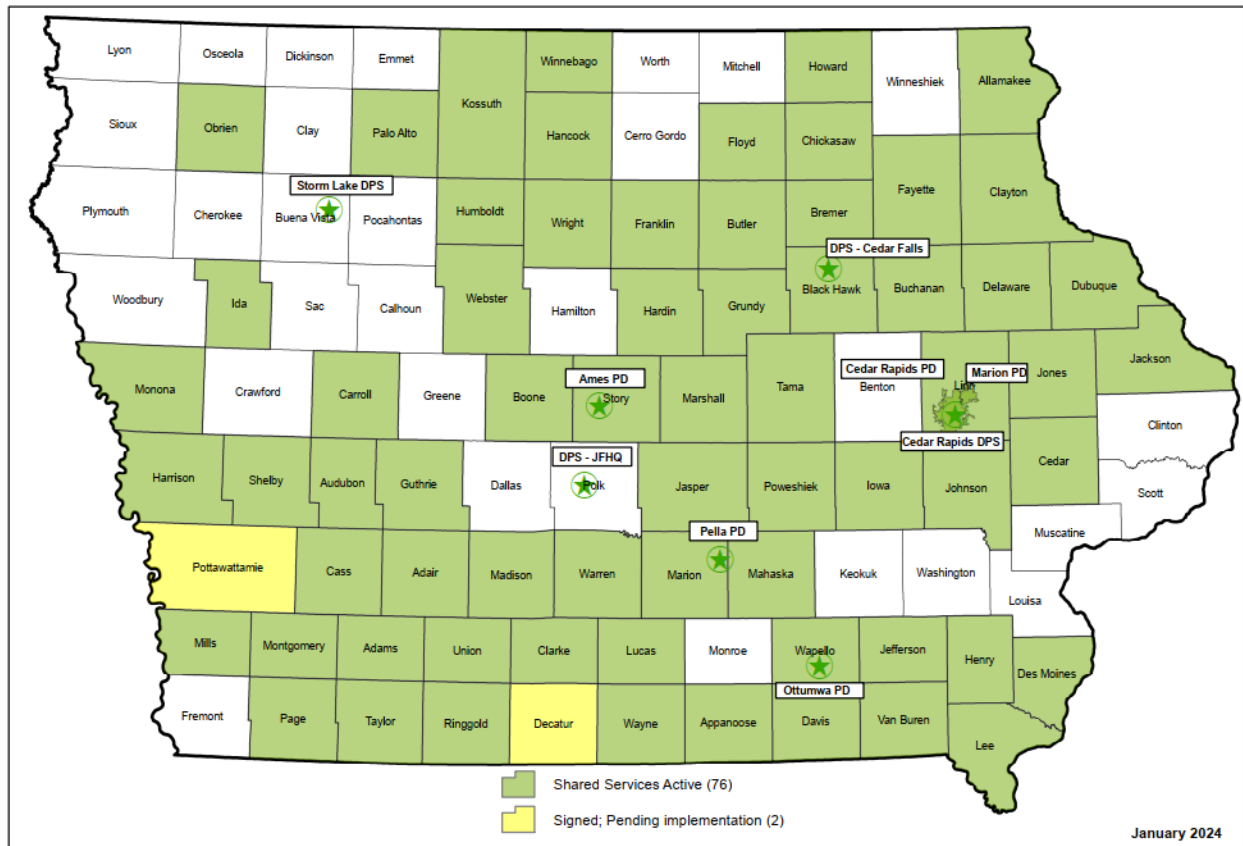 Lyon
Osceola
Dickinson
Emmet
Winnebago
Worth
Mitchell
Howard
Winneshiek
Allamakee
Kossuth
Sioux
Obrien
Clay
Palo Alto
Hancock
Cerro Gordo
Floyd
Chickasaw
Fayette
Clayton
Storm Lake DPS
Plymouth
Cherokee
Buena Vista
Pocahontas
Humboldt
Wright
Franklin
Butler
Bremer
DPS - Cedar Falls
Woodbury
Ida
Sac
Calhoun
Webster
Hamilton
Hardin
Grundy
Black Hawk
Buchanan
Delaware
Dubuque
Monona
Crawford
Carroll
Greene
Boone
Ames PD
Story
Marshall
Tama
Cedar Rapids PD
Benton
Marion PD
Linn
Jones
Jackson
Clinton
Cedar Rapids DPS
Harrison
Shelby
Audubon
Guthrie
Dallas
DPS - JFHQ
Polk
Jasper
Poweshiek
Iowa
Johnson
Cedar
Scott
Muscatine
Pella PD
Pottawattamie
Cass
Adair
Madison
Warren
Marion
Mahaska
Keokuk
Washington
Louisa
Mills
Montgomery
Adams
Union
Clarke
Lucas
Monroe
Wapello
Jefferson
Henry
Des Moines
Ottumwa PD
Fremont
Page
Taylor
Ringgold
Decatur
Wayne
Appanoose
Davis
Van Buren
Lee
Shared Services Active (76)
Signed; Pending implementation (2)
January 2024